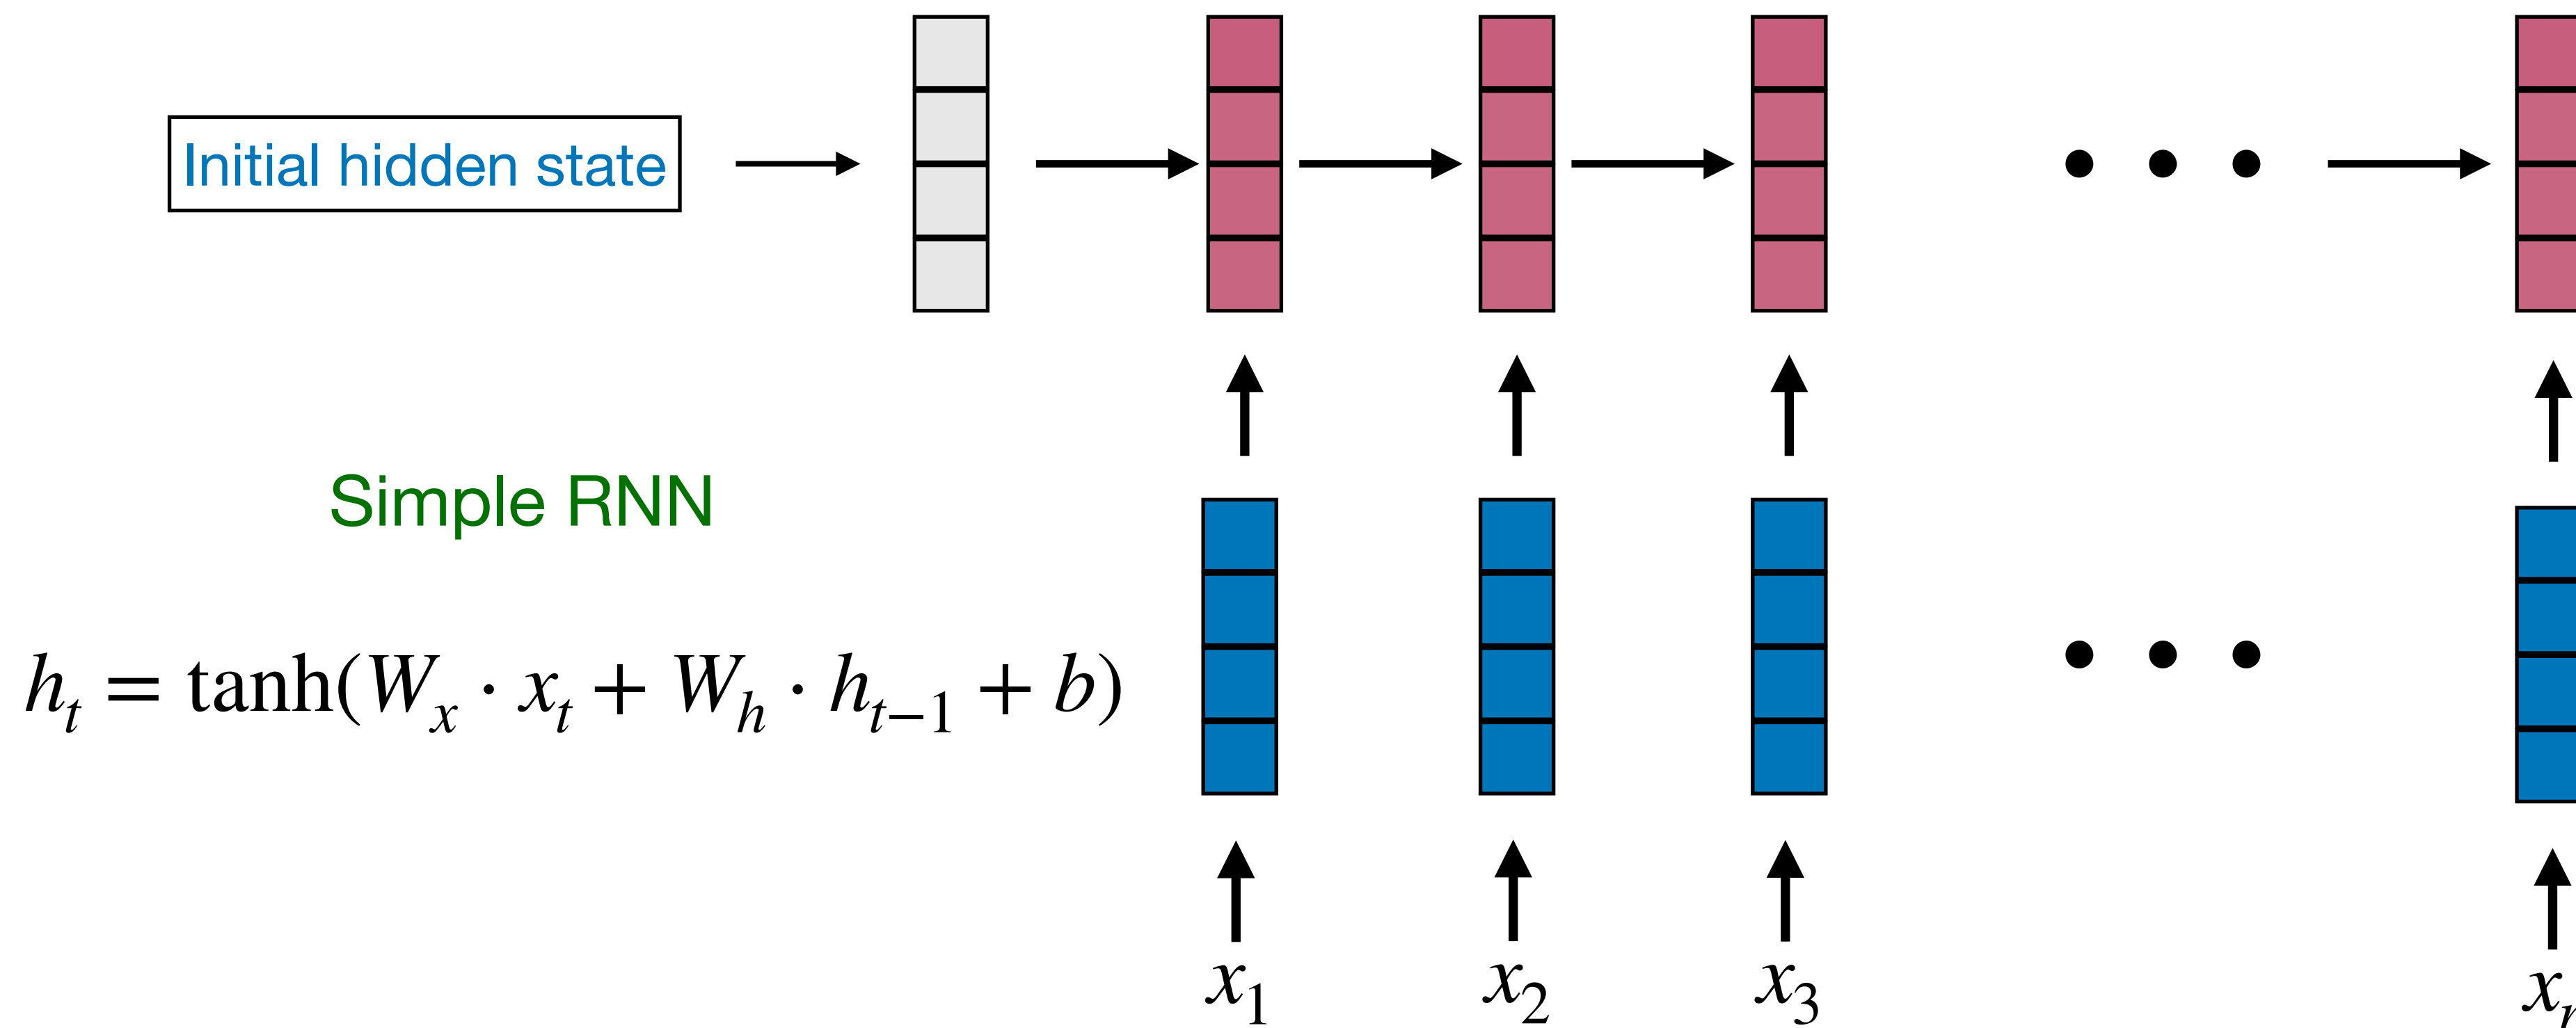 Initial hidden state
Simple RNN
h_t = tanh(W_x · x_t + W_h · h_{t−1} + b)
x_1 x_2 x_3